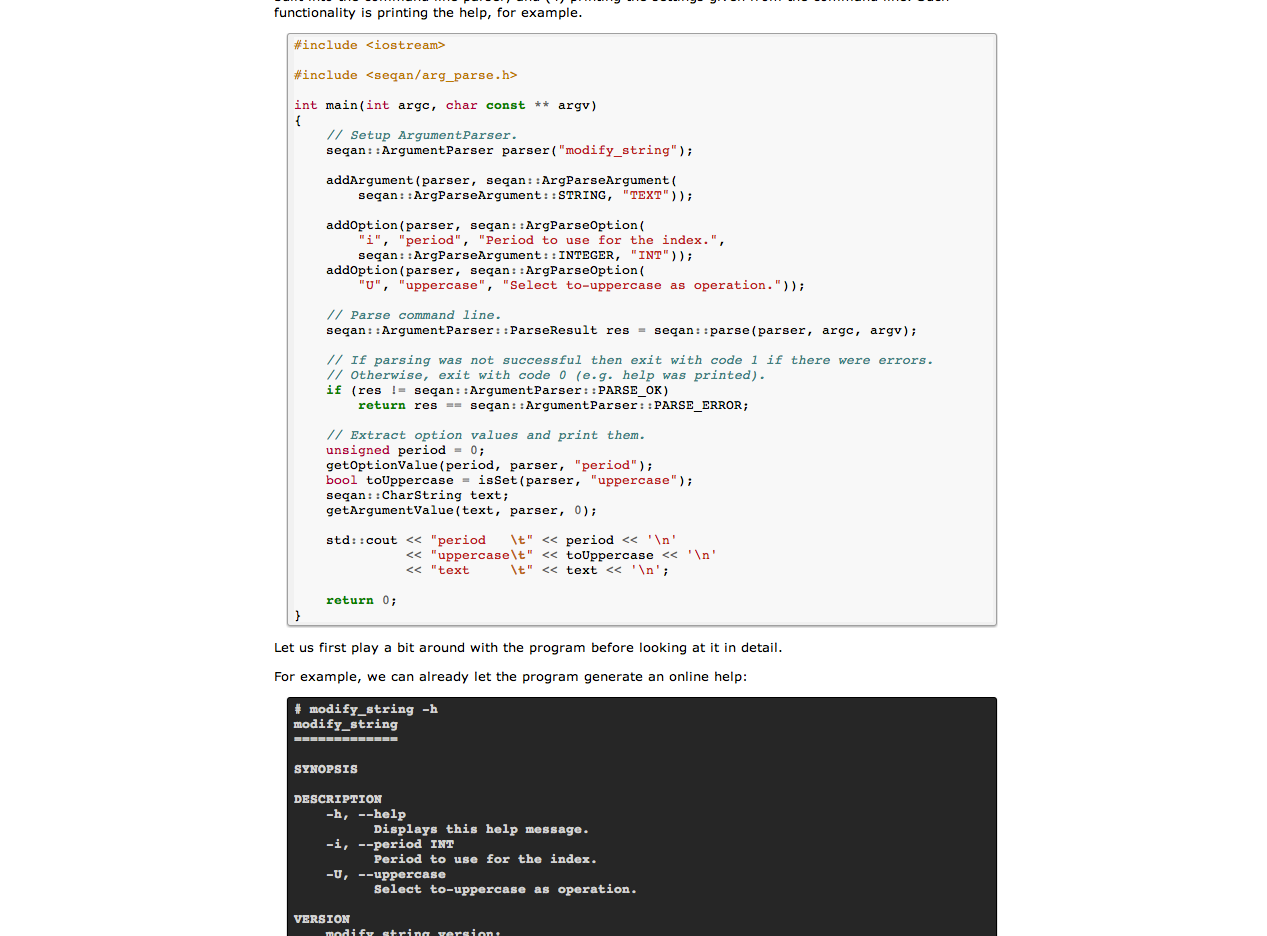 functionality is printing the help, for example.
#include <iostream>
#include <seqan/arg_parse.h>
int main(int argc, char const ** argv)
{
    // Setup ArgumentParser.
    seqan::ArgumentParser parser("modify_string");
    addArgument(parser, seqan::ArgParseArgument(
        seqan::ArgParseArgument::STRING, "TEXT"));
    addOption(parser, seqan::ArgParseOption(
        "i", "period", "Period to use for the index.",
        seqan::ArgParseArgument::INTEGER, "INT"));
    addOption(parser, seqan::ArgParseOption(
        "U", "uppercase", "Select to-uppercase as operation."));
    // Parse command line.
    seqan::ArgumentParser::ParseResult res = seqan::parse(parser, argc, argv);
    // If parsing was not successful then exit with code 1 if there were errors.
    // Otherwise, exit with code 0 (e.g. help was printed).
    if (res != seqan::ArgumentParser::PARSE_OK)
        return res == seqan::ArgumentParser::PARSE_ERROR;
    // Extract option values and print them.
    unsigned period = 0;
    getOptionValue(period, parser, "period");
    bool toUppercase = isSet(parser, "uppercase");
    seqan::CharString text;
    getArgumentValue(text, parser, 0);
    std::cout << "period   \t" << period << '\n'
              << "uppercase\t" << toUppercase << '\n'
              << "text     \t" << text << '\n';
    return 0;
}
Let us first play a bit around with the program before looking at it in detail.
For example, we can already let the program generate an online help:
# modify_string -h
modify_string
=============
SYNOPSIS
DESCRIPTION
    -h, --help
          Displays this help message.
    -i, --period INT
          Period to use for the index.
    -U, --uppercase
          Select to-uppercase as operation.
VERSION
    modify_string version: